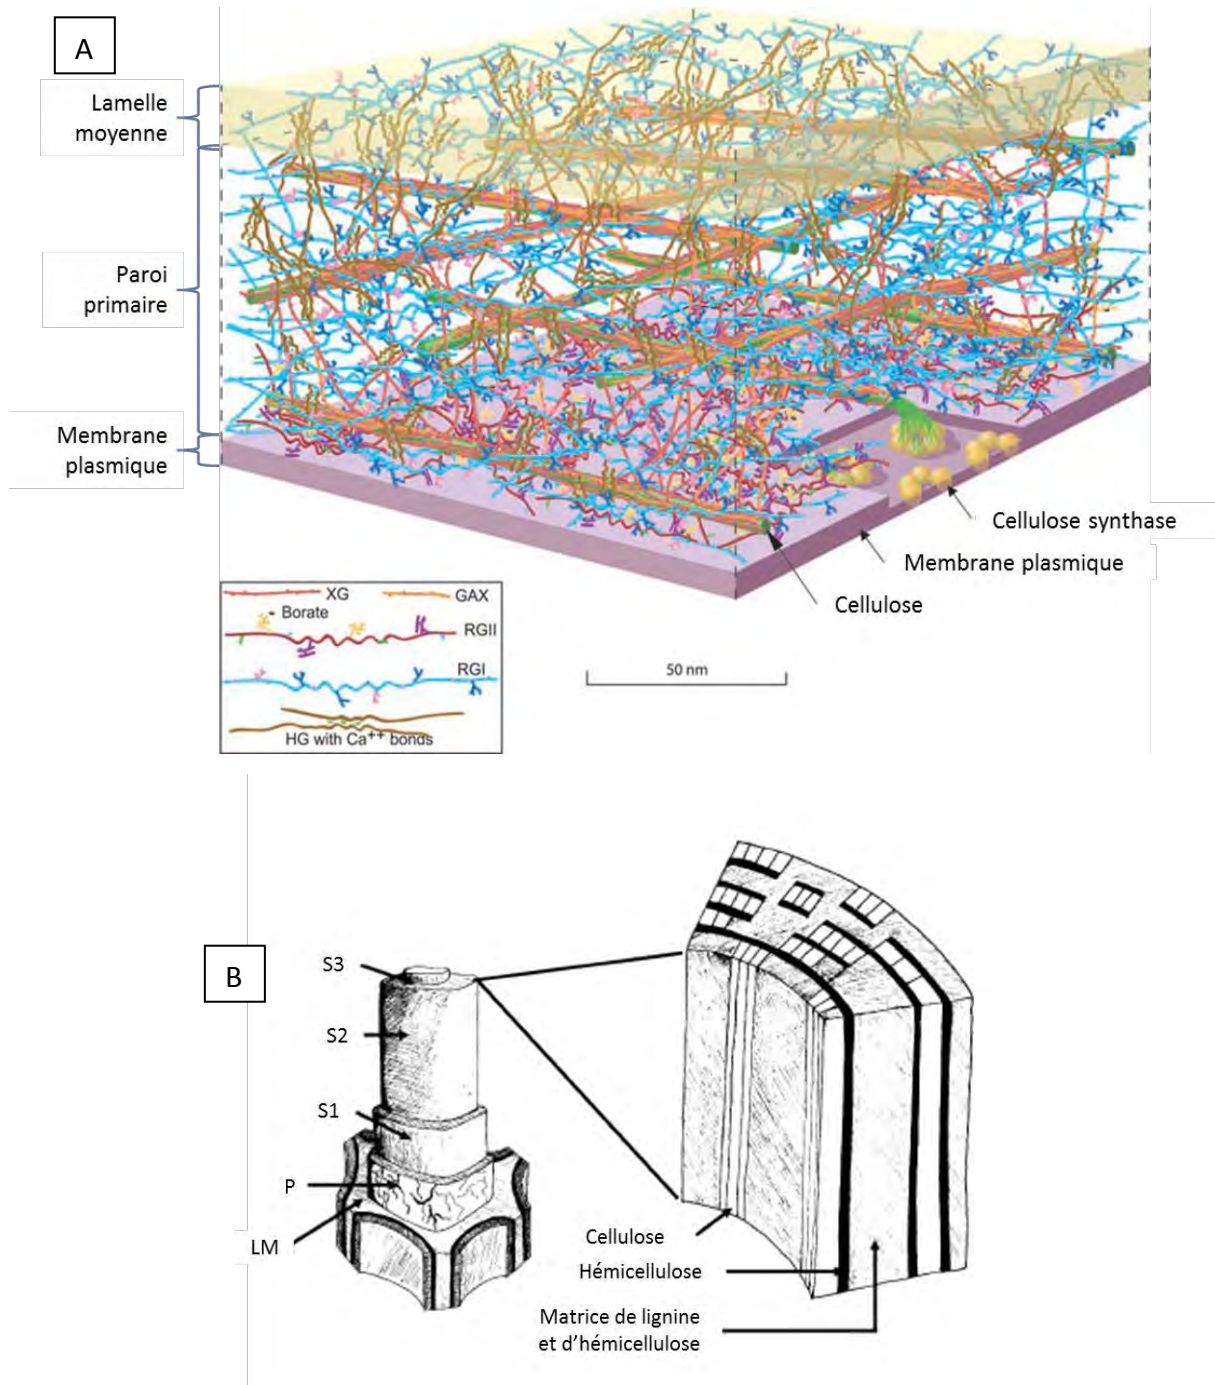 A
Lamelle
moyenne
Paroi
primaire
Membrane
plasmique
Cellulose synthase
Membrane plasmique
Cellulose
XG
GAX
- Borate
RGII
RGI
HG with Ca++ bonds
50 nm
B
S3
S2
S1
P
LM
Cellulose
Hémicellulose
Matrice de lignine
et d’hémicellulose